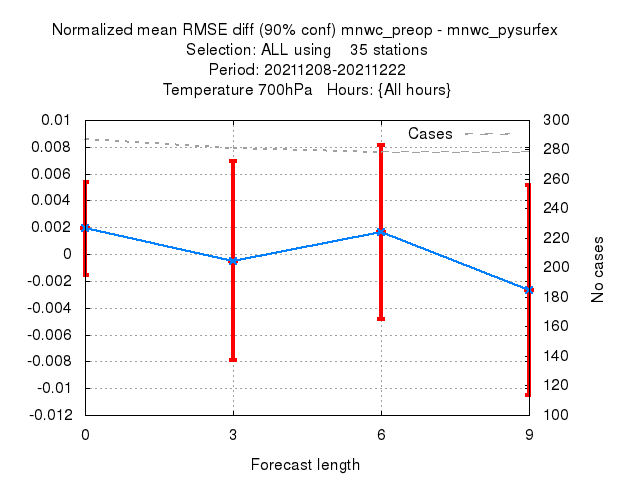 Normalized mean RMSE diff (90% conf) mnwc_preop - mnwc_pysurfex
Selection: ALL using    35 stations
Period: 20211208-20211222
Temperature 700hPa   Hours: {All hours}
0.01
0.008
0.006
0.004
0.002
0
-0.002
-0.004
-0.006
-0.008
-0.01
-0.012
Cases
300
280
260
240
220
200
180
160
140
120
100
No cases
0 3 6 9
Forecast length